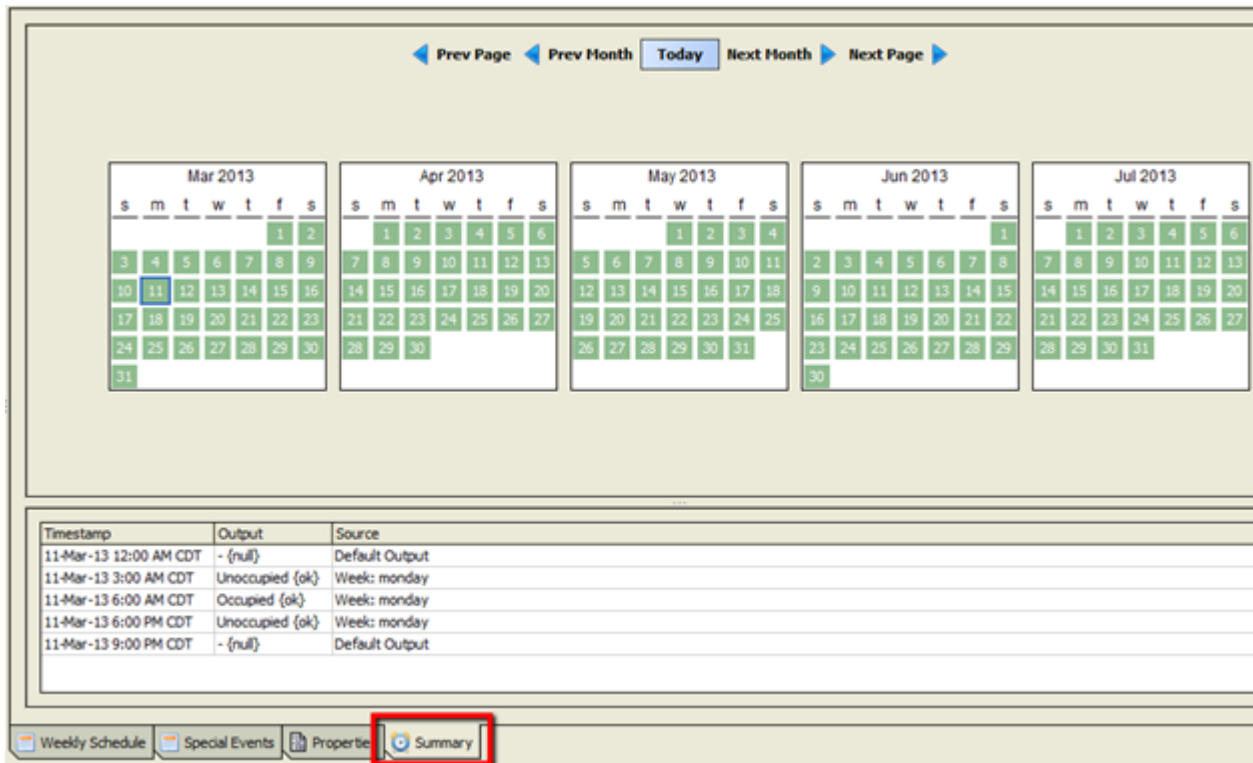 Prev Page Prev Month Today Next Month Next Page
Mar 2013
s m t w t f s
1 2
3 4 5 6 7 8 9
10 11 12 13 14 15 16
17 18 19 20 21 22 23
24 25 26 27 28 29 30
31
Apr 2013
s m t w t f s
1 2 3 4 5 6
7 8 9 10 11 12 13
14 15 16 17 18 19 20
21 22 23 24 25 26 27
28 29 30
May 2013
s m t w t f s
1 2 3 4
5 6 7 8 9 10 11
12 13 14 15 16 17 18
19 20 21 22 23 24 25
26 27 28 29 30 31
Jun 2013
s m t w t f s
1
2 3 4 5 6 7 8
9 10 11 12 13 14 15
16 17 18 19 20 21 22
23 24 25 26 27 28 29
30
Jul 2013
s m t w t f s
1 2 3 4 5 6
7 8 9 10 11 12 13
14 15 16 17 18 19 20
21 22 23 24 25 26 27
28 29 30 31
Timestamp Output Source
11-Mar-13 12:00 AM CDT - {null} Default Output
11-Mar-13 3:00 AM CDT Unoccupied {ok} Week: monday
11-Mar-13 6:00 AM CDT Occupied {ok} Week: monday
11-Mar-13 6:00 PM CDT Unoccupied {ok} Week: monday
11-Mar-13 9:00 PM CDT - {null} Default Output
Weekly Schedule Special Events Propertie Summary